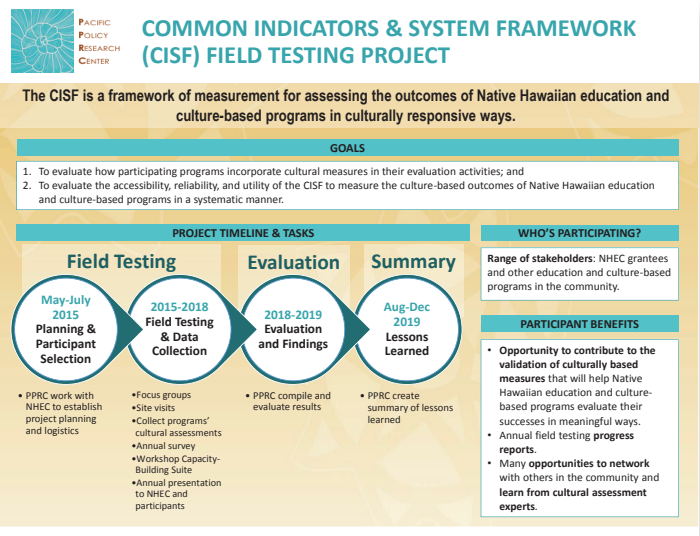 PACIFIC
POLICY
RESEARCH
CENTER
COMMON INDICATORS & SYSTEM FRAMEWORK
(CISF) FIELD TESTING PROJECT
The CISF is a framework of measurement for assessing the outcomes of Native Hawaiian education and
culture-based programs in culturally responsive ways.
GOALS
1. To evaluate how participating programs incorporate cultural measures in their evaluation activities; and
2. To evaluate the accessibility, reliability, and utility of the CISF to measure the culture-based outcomes of Native Hawaiian education
and culture-based programs in a systematic manner.
PROJECT TIMELINE & TASKS
Field Testing
Evaluation
Summary
May-July
2015
Planning &
Participant
Selection
2015-2018
Field Testing
& Data
Collection
2018-2019
Evaluation
and Findings
Aug-Dec
2019
Lessons
Learned
• PPRC work with
NHEC to establish
project planning
and logistics
•Focus groups
•Site visits
•Collect programs'
cultural assessments
•Annual survey
•Workshop Capacity-
Building Suite
•Annual presentation
to NHEC and
participants
• PPRC compile and
evaluate results
• PPRC create
summary of lessons
learned
WHO'S PARTICIPATING?
Range of stakeholders: NHEC grantees
and other education and culture-based
programs in the community.
PARTICIPANT BENEFITS
• Opportunity to contribute to the
validation of culturally based
measures that will help Native
Hawaiian education and culture-
based programs evaluate their
successes in meaningful ways.
• Annual field testing progress
reports.
• Many opportunities to network
with others in the community and
learn from cultural assessment
experts.